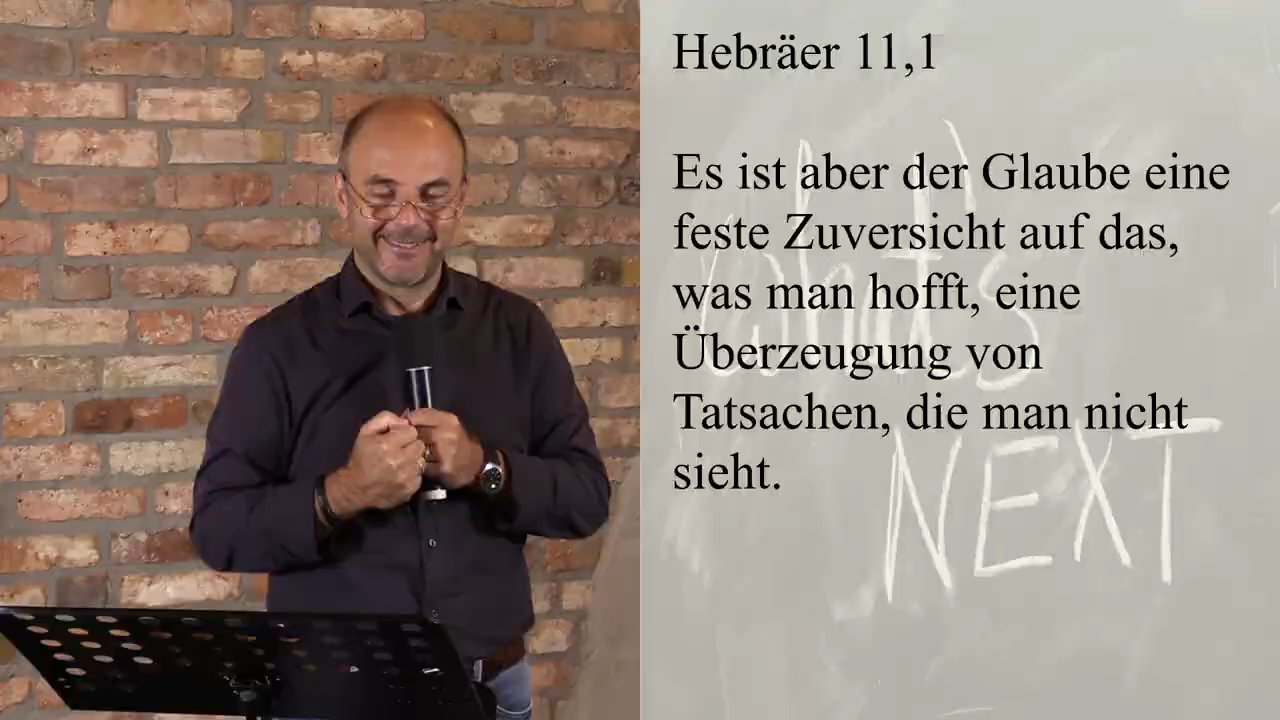 Hebräer 11,1
Es ist aber der Glaube eine
feste Zuversicht auf das,
was man hofft, eine
Überzeugung von
Tatsachen, die man nicht
sieht.
What's
NEXT